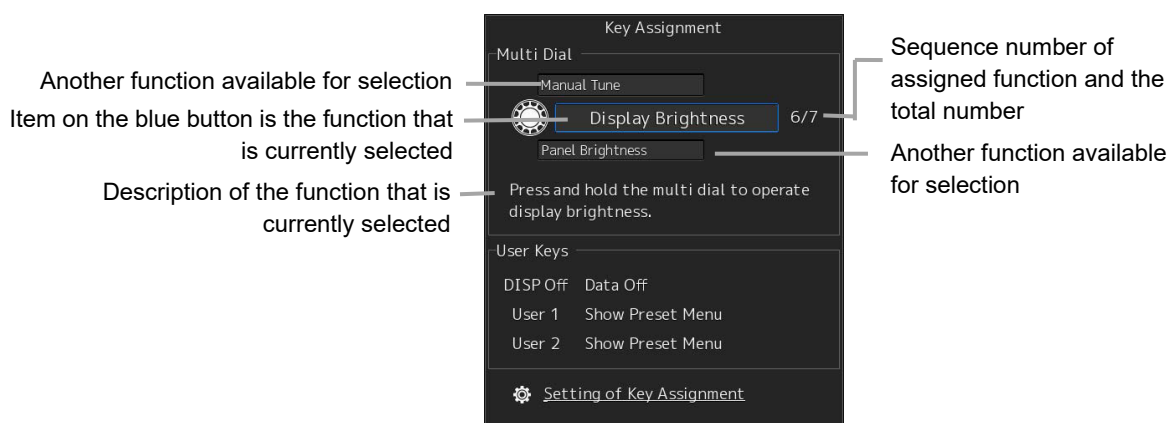 Key Assignment
Multi Dial
Another function available for selection
Manual Tune
Item on the blue button is the function that
is currently selected
Display Brightness
6/7
Sequence number of
assigned function and the
total number
Panel Brightness
Another function available
for selection
Description of the function that is
currently selected
Press and hold the multi dial to operate
display brightness.
User Keys
DISP Off Data Off
User 1 Show Preset Menu
User 2 Show Preset Menu
Setting of Key Assignment